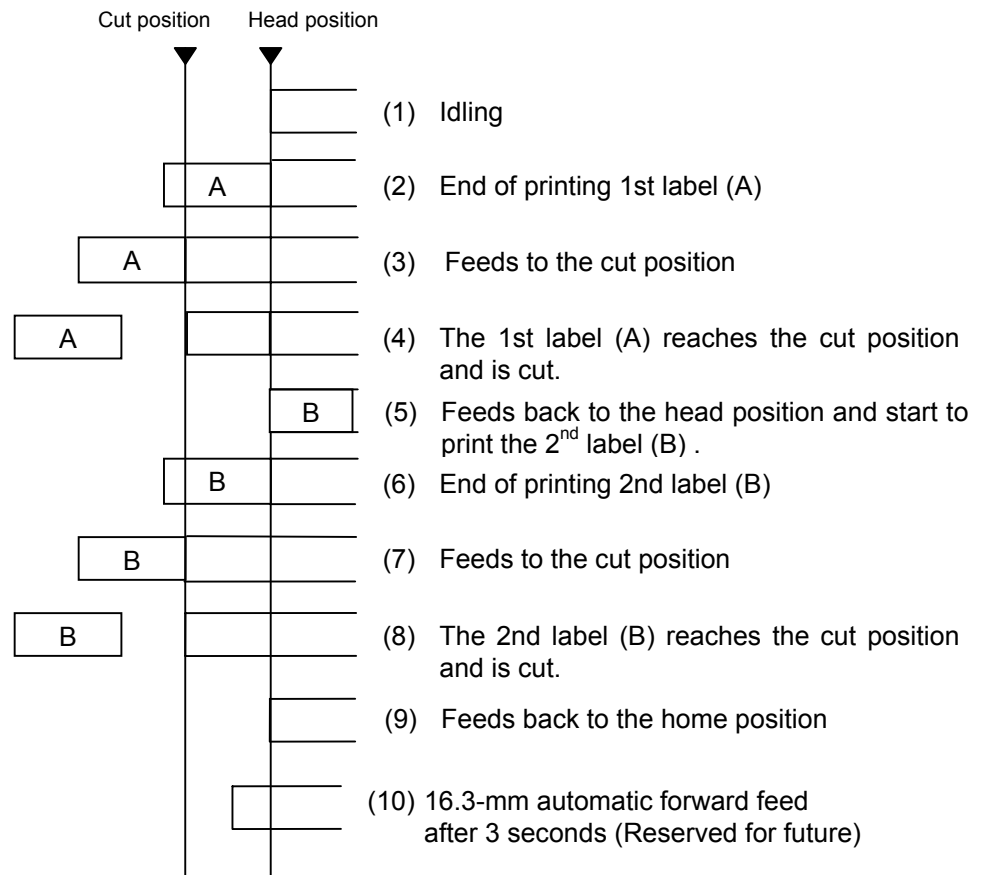 Cut position Head position
(1) Idling
A (2) End of printing 1st label (A)
A (3) Feeds to the cut position
A (4) The 1st label (A) reaches the cut position
and is cut.
B (5) Feeds back to the head position and start to
print the 2nd label (B) .
B (6) End of printing 2nd label (B)
B (7) Feeds to the cut position
B (8) The 2nd label (B) reaches the cut position
and is cut.
(9) Feeds back to the home position
(10) 16.3-mm automatic forward feed
after 3 seconds (Reserved for future)